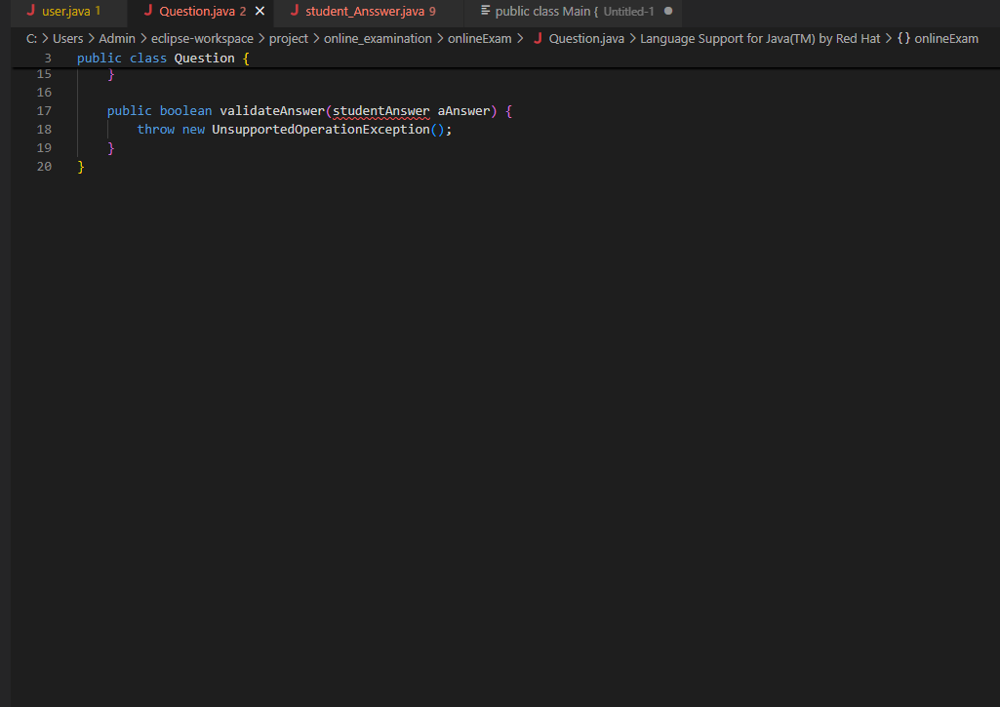 user.java 1 Question.java 2 student_Ansswer.java 9 public class Main { Untitled-1
C: > Users > Admin > eclipse-workspace > project > online_examination > onlineExam > Question.java > Language Support for Java(TM) by Red Hat > {} onlineExam
3 public class Question {
15 }
16
17 public boolean validateAnswer(studentAnswer aAnswer) {
18 throw new UnsupportedOperationException();
19 }
20 }